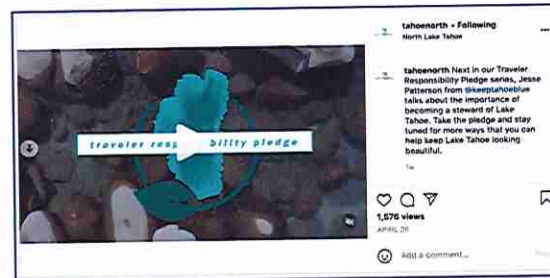 tahoenorth • Following
North Lake Tahoe
...
traveler resp bility pledge
tahoenorth Next in our Traveler
Responsibility Pledge series, Jesse
Patterson from @keeptahoeblue
talks about the importance of
becoming a steward of Lake
Tahoe. Take the pledge and stay
tuned for more ways that you can
help keep Lake Tahoe looking
beautiful.
1w
1,576 views
APRIL 26
Add a comment...